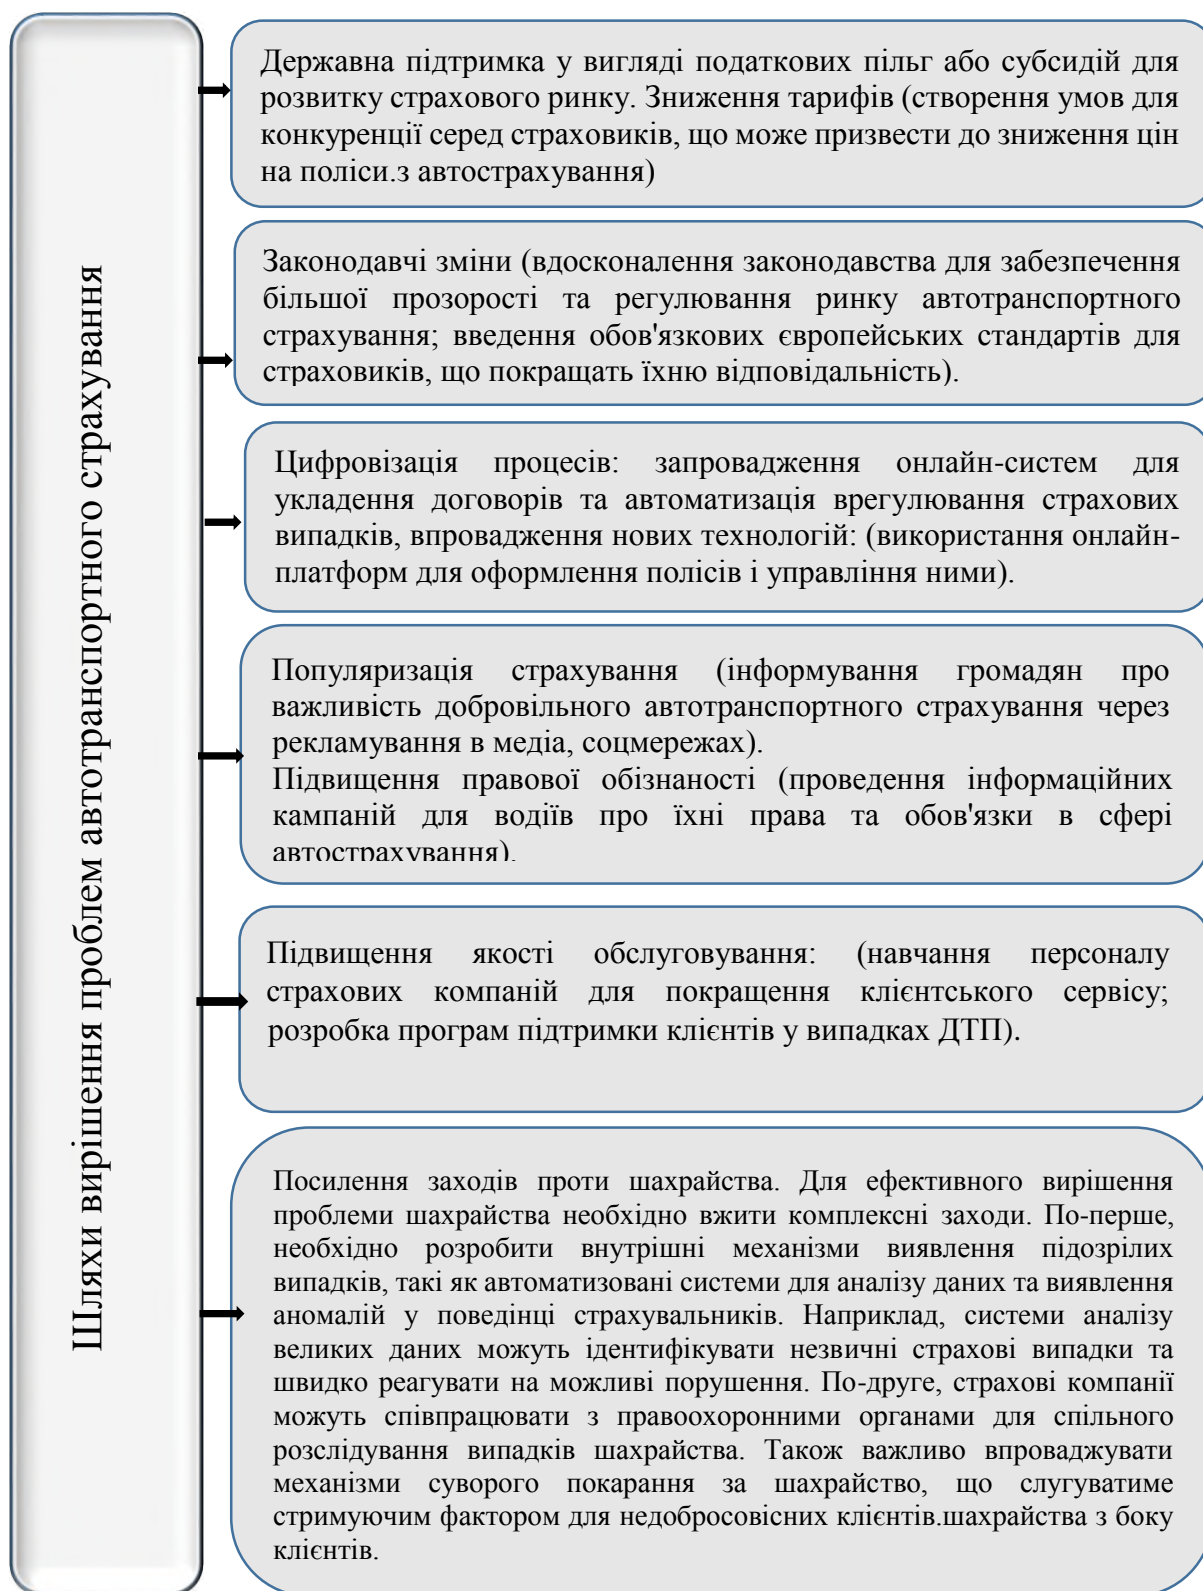 Шляхи вирішення проблем автотранспортного страхування
Державна підтримка у вигляді податкових пільг або субсидій для
розвитку страхового ринку. Зниження тарифів (створення умов для
конкуренції серед страховиків, що може призвести до зниження цін
на поліси.з автострахування)
Законодавчі зміни (вдосконалення законодавства для забезпечення
більшої прозорості та регулювання ринку автотранспортного
страхування; введення обов'язкових європейських стандартів для
страховиків, що покращать їхню відповідальність).
Цифровізація процесів: запровадження онлайн-систем для
укладення договорів та автоматизація врегулювання страхових
випадків, впровадження нових технологій: (використання онлайн-
платформ для оформлення полісів і управління ними).
Популяризація страхування (інформування громадян про
важливість добровільного автотранспортного страхування через
рекламування в медіа, соцмережах).
Підвищення правової обізнаності (проведення інформаційних
кампаній для водіїв про їхні права та обов'язки в сфері
автострахування).
Підвищення якості обслуговування: (навчання персоналу
страхових компаній для покращення клієнтського сервісу;
розробка програм підтримки клієнтів у випадках ДТП).
Посилення заходів проти шахрайства. Для ефективного вирішення
проблеми шахрайства необхідно вжити комплексні заходи. По-перше,
необхідно розробити внутрішні механізми виявлення підозрілих
випадків, такі як автоматизовані системи для аналізу даних та виявлення
аномалій у поведінці страхувальників. Наприклад, системи аналізу
великих даних можуть ідентифікувати незвичні страхові випадки та
швидко реагувати на можливі порушення. По-друге, страхові компанії
можуть співпрацювати з правоохоронними органами для спільного
розслідування випадків шахрайства. Також важливо впроваджувати
механізми суворого покарання за шахрайство, що слугуватиме
стримуючим фактором для недобросовісних клієнтів.шахрайства з боку
клієнтів.